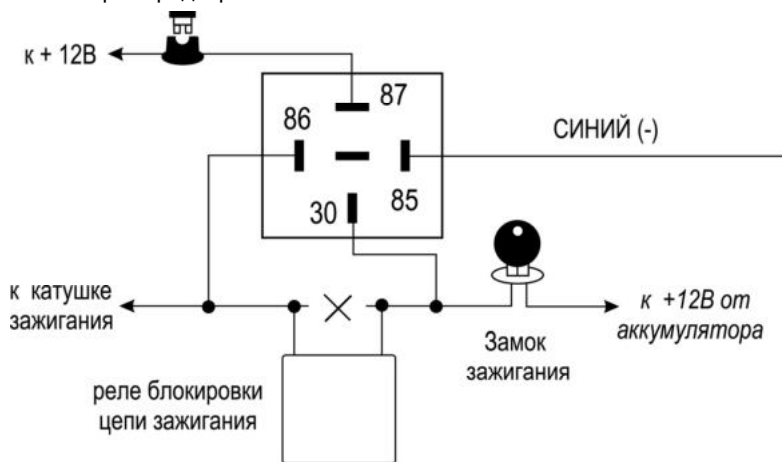 к + 12В
87
86
СИНИЙ (-)
85
30
к катушке
зажигания
к +12В от
аккумулятора
Замок
зажигания
реле блокировки
цепи зажигания